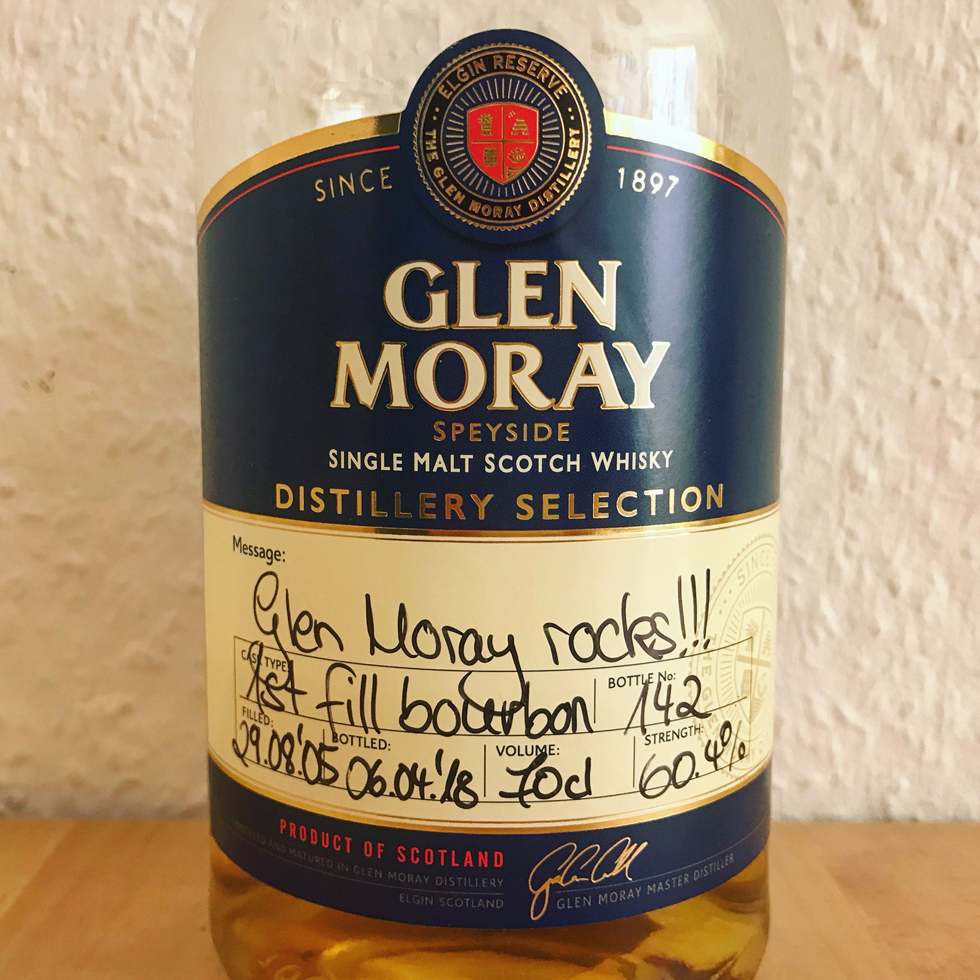 ELGIN RESERVE
THE GLEN MORAY DISTILLERY
SINCE 1897
GLEN
MORAY
SPEYSIDE
SINGLE MALT SCOTCH WHISKY
DISTILLERY SELECTION
Message:
Glen Moray rocks!!!
CASK TYPE: 1st fill bourbon BOTTLE No: 142
FILLED: 29.08.'05 BOTTLED: 06.04.'18 VOLUME: 70cl STRENGTH: 60.4%
SINCE
PRODUCT OF SCOTLAND
DISTILLED AND MATURED IN GLEN MORAY DISTILLERY
ELGIN SCOTLAND
GLEN MORAY MASTER DISTILLER